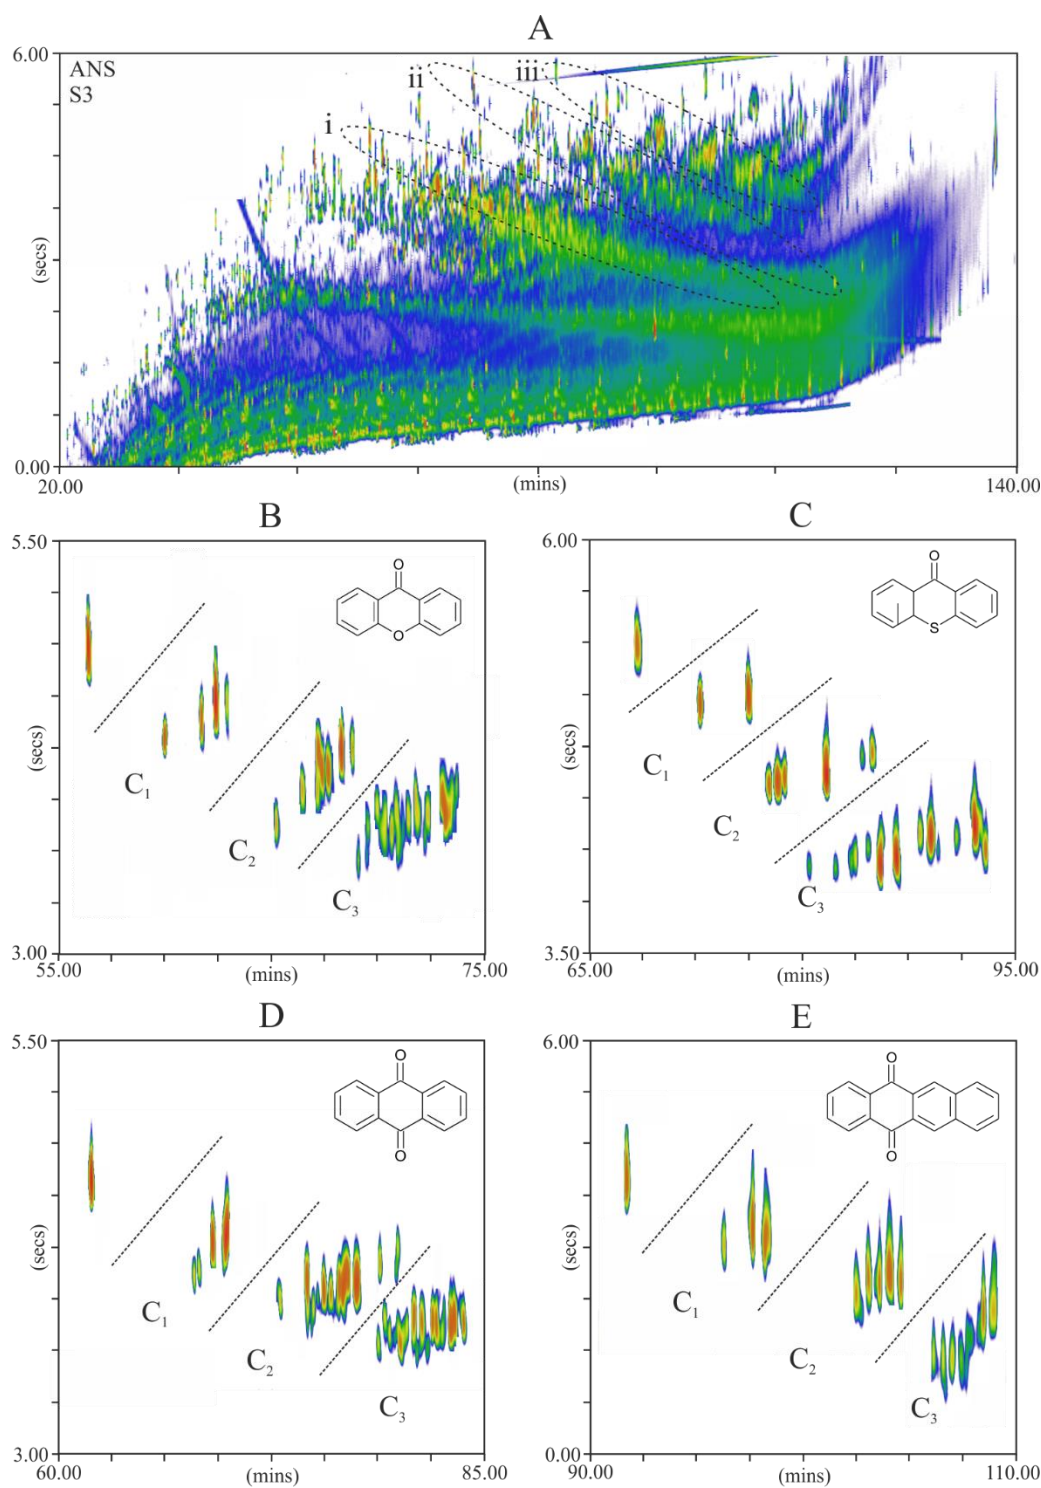 A
6.00
ANS
S3
i
ii
iii
(secs)
0.00
20.00
(mins)
140.00
B
5.50
O
O
C1
C2
C3
(secs)
3.00
55.00
(mins)
75.00
C
6.00
O
S
C1
C2
C3
(secs)
3.50
65.00
(mins)
95.00
D
5.50
O
O
C1
C2
C3
(secs)
3.00
60.00
(mins)
85.00
E
6.00
O
O
C1
C2
C3
(secs)
0.00
90.00
(mins)
110.00